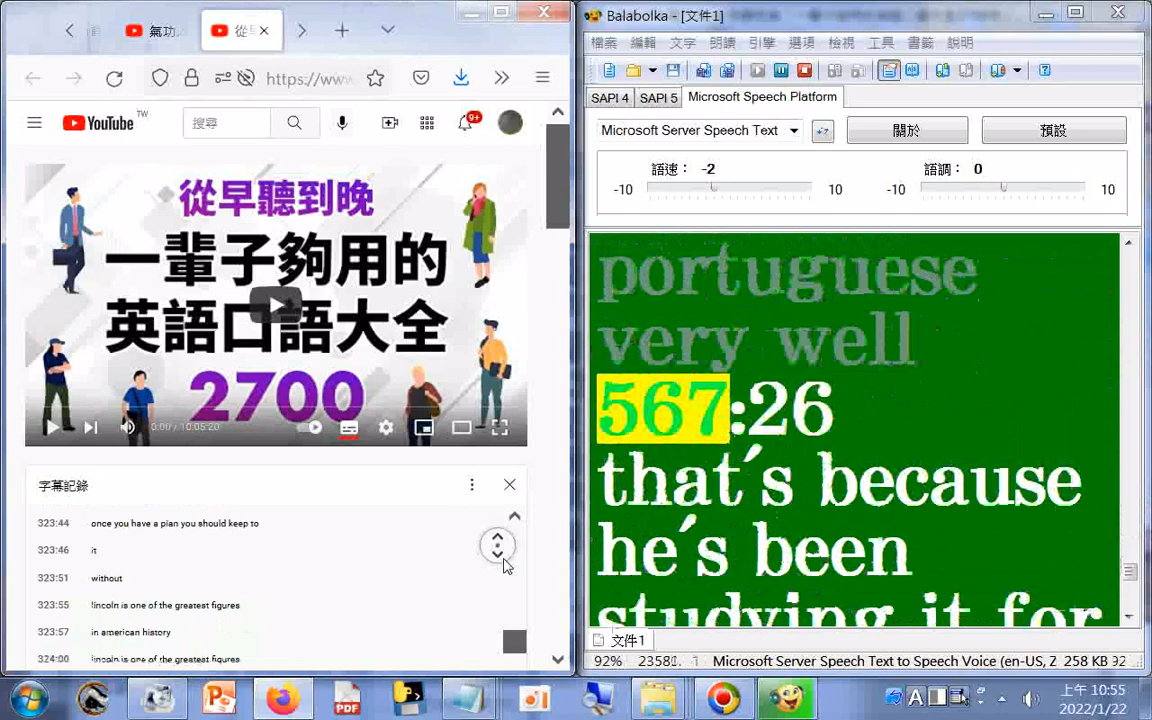 氣功
https://www
YouTube TW
搜尋
9+
從早聽到晚
一輩子夠用的
英語口語大全
2700
0:00 / 10:05:20
字幕記錄
323:44 once you have a plan you should keep to
323:46 it
323:51 without
323:55 lincoln is one of the greatest figures
323:57 in american history
324:00 lincoln is one of the greatest figures
Balabolka - [文件1]
檔案 編輯 文字 朗讀 引擎 選項 檢視 工具 書籤 說明
SAPI 4 SAPI 5 Microsoft Speech Platform
Microsoft Server Speech Text 關於 預設
語速： -2 語調： 0
-10 10 -10 10
portuguese
very well
567:26
that's because
he's been
studying it for
文件1
92% Microsoft Server Speech Text to Speech Voice (en-US, Z 258 KB
PDF
上午 10:55
2022/1/22